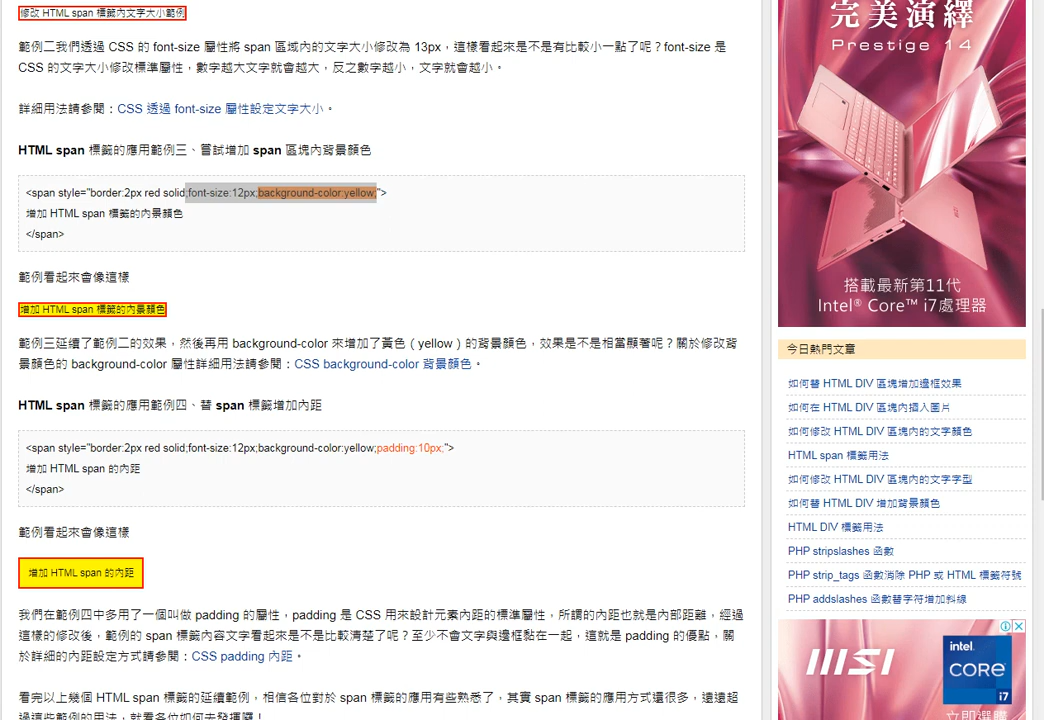 修改 HTML span 標籤內文字大小範例
範例二我們透過 CSS 的 font-size 屬性將 span 區域內的文字大小修改為 13px，這樣看起來是不是有比較小一點了呢？font-size 是
CSS 的文字大小修改標準屬性，數字越大文字就會越大，反之數字越小，文字就會越小。
詳細用法請參閱：CSS 透過 font-size 屬性設定文字大小。
HTML span 標籤的應用範例三、嘗試增加 span 區塊內背景顏色
<span style="border:2px red solid;font-size:12px;background-color:yellow;">
增加 HTML span 標籤的內景顏色
</span>
範例看起來會像這樣
增加 HTML span 標籤的內景顏色
範例三延續了範例二的效果，然後再用 background-color 來增加了黃色（yellow）的背景顏色，效果是不是相當顯著呢？關於修改背
景顏色的 background-color 屬性詳細用法請參閱：CSS background-color 背景顏色。
HTML span 標籤的應用範例四、替 span 標籤增加內距
<span style="border:2px red solid;font-size:12px;background-color:yellow;padding:10px;">
增加 HTML span 的內距
</span>
範例看起來會像這樣
增加 HTML span 的內距
我們在範例四中多用了一個叫做 padding 的屬性，padding 是 CSS 用來設計元素內距的標準屬性，所謂的內距也就是內部距離，經過
這樣的修改後，範例的 span 標籤內容文字看起來是不是比較清楚了呢？至少不會文字與邊框黏在一起，這就是 padding 的優點，關
於詳細的內距設定方式請參閱：CSS padding 內距。
看完以上幾個 HTML span 標籤的延續範例，相信各位對於 span 標籤的應用有些熟悉了，其實 span 標籤的應用方式還很多，遠遠超
過這些範例的用法，就看各位如何去發揮囉！
完美演繹
Prestige 14
搭載最新第11代
Intel® Core™ i7處理器
今日熱門文章
如何替 HTML DIV 區塊增加邊框效果
如何在 HTML DIV 區塊內插入圖片
如何修改 HTML DIV 區塊內的文字顏色
HTML span 標籤用法
如何修改 HTML DIV 區塊內的文字字型
如何替 HTML DIV 增加背景顏色
HTML DIV 標籤用法
PHP stripslashes 函數
PHP strip_tags 函數消除 PHP 或 HTML 標籤符號
PHP addslashes 函數替字符增加斜線
msi
intel.
CORE
i7
立即選購